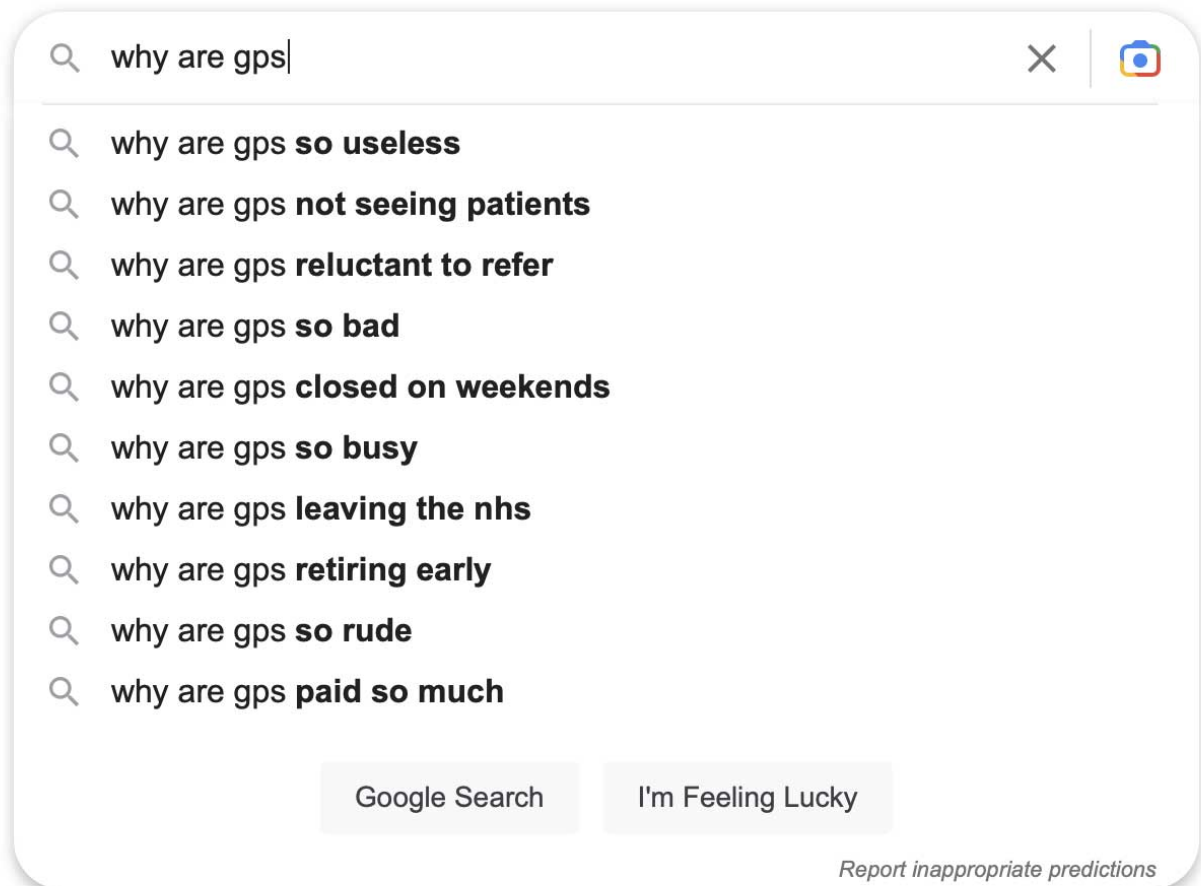 why are gps
why are gps so useless
why are gps not seeing patients
why are gps reluctant to refer
why are gps so bad
why are gps closed on weekends
why are gps so busy
why are gps leaving the nhs
why are gps retiring early
why are gps so rude
why are gps paid so much
Google Search I'm Feeling Lucky
Report inappropriate predictions